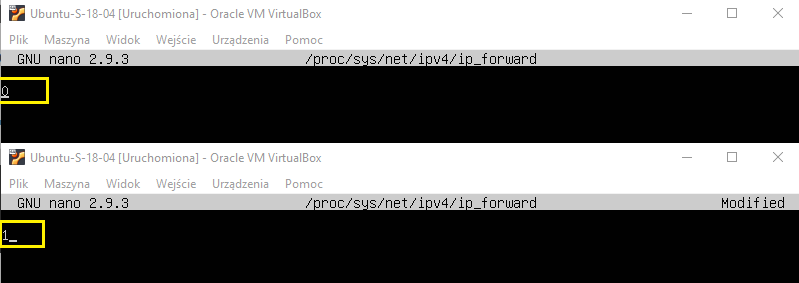 Ubuntu-S-18-04 [Uruchomiona] - Oracle VM VirtualBox
Plik Maszyna Widok Wejście Urządzenia Pomoc
GNU nano 2.9.3 /proc/sys/net/ipv4/ip_forward
0
Ubuntu-S-18-04 [Uruchomiona] - Oracle VM VirtualBox
Plik Maszyna Widok Wejście Urządzenia Pomoc
GNU nano 2.9.3 /proc/sys/net/ipv4/ip_forward Modified
1